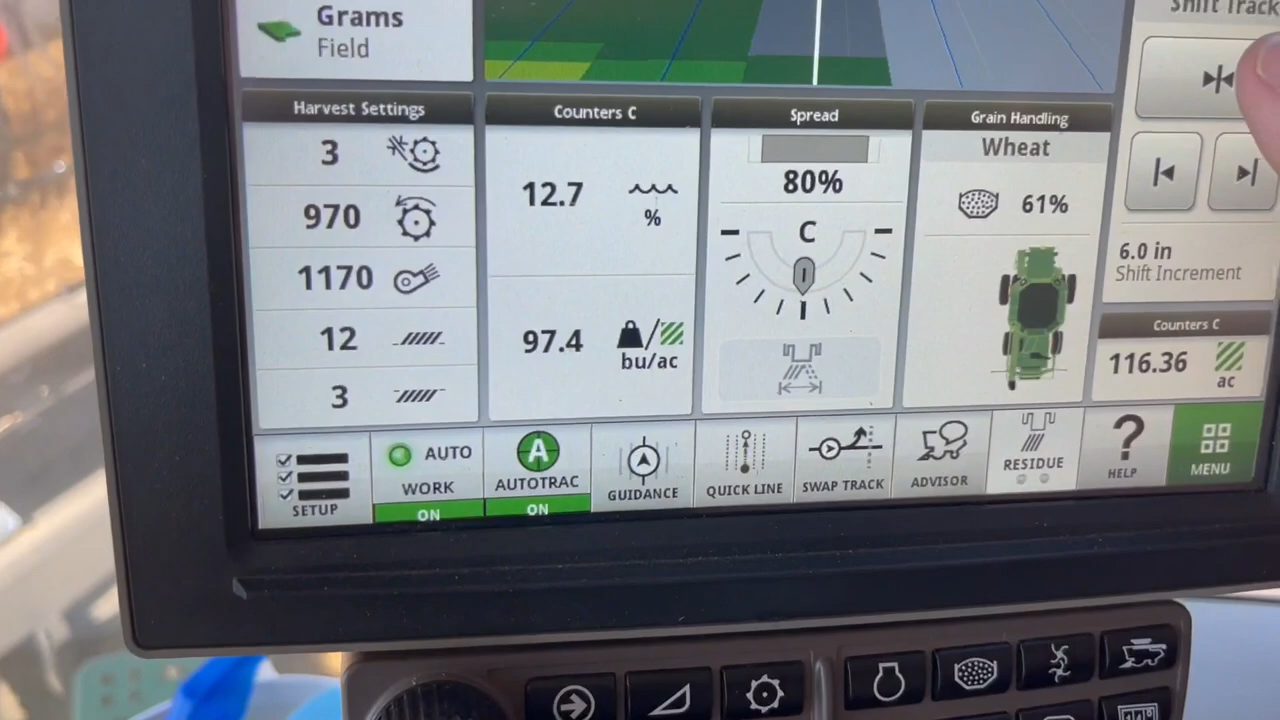 Grams
Field
Shift Track
Harvest Settings
3
970
1170
12
3
Counters C
12.7
%
97.4
bu/ac
Spread
80%
C
Grain Handling
Wheat
61%
6.0 in
Shift Increment
Counters C
116.36
ac
SETUP
AUTO
WORK
ON
A
AUTOTRAC
ON
GUIDANCE
QUICK LINE
SWAP TRACK
ADVISOR
RESIDUE
?
HELP
MENU